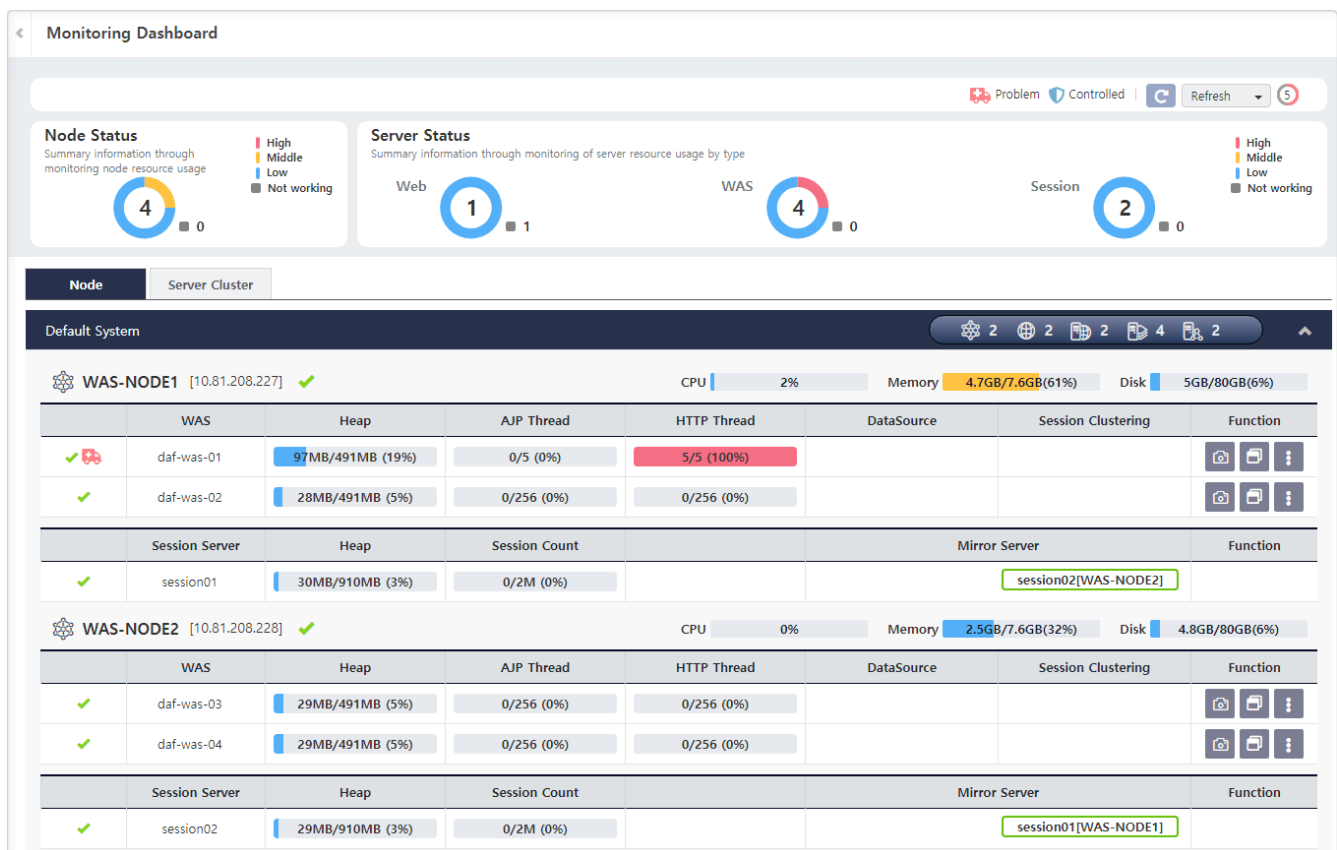 Monitoring Dashboard
Problem Controlled Refresh 5
Node Status
Summary information through
monitoring node resource usage
High
Middle
Low
Not working
4
0
Server Status
Summary information through monitoring of server resource usage by type
High
Middle
Low
Not working
Web
1
1
WAS
4
0
Session
2
0
Node Server Cluster
Default System 2 2 2 4 2
WAS-NODE1 [10.81.208.227] CPU 2% Memory 4.7GB/7.6GB(61%) Disk 5GB/80GB(6%)
WAS Heap AJP Thread HTTP Thread DataSource Session Clustering Function
daf-was-01 97MB/491MB (19%) 0/5 (0%) 5/5 (100%)
daf-was-02 28MB/491MB (5%) 0/256 (0%) 0/256 (0%)
Session Server Heap Session Count Mirror Server Function
session01 30MB/910MB (3%) 0/2M (0%) session02[WAS-NODE2]
WAS-NODE2 [10.81.208.228] CPU 0% Memory 2.5GB/7.6GB(32%) Disk 4.8GB/80GB(6%)
WAS Heap AJP Thread HTTP Thread DataSource Session Clustering Function
daf-was-03 29MB/491MB (5%) 0/256 (0%) 0/256 (0%)
daf-was-04 29MB/491MB (5%) 0/256 (0%) 0/256 (0%)
Session Server Heap Session Count Mirror Server Function
session02 29MB/910MB (3%) 0/2M (0%) session01[WAS-NODE1]